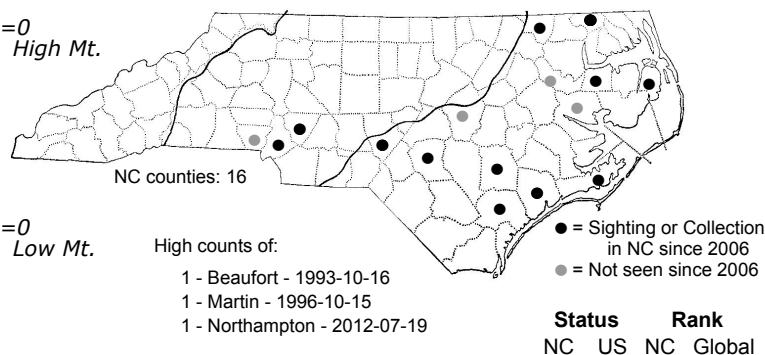 =0
High Mt.
NC counties: 16
=0
Low Mt.
High counts of:
1 - Beaufort - 1993-10-16
1 - Martin - 1996-10-15
1 - Northampton - 2012-07-19
= Sighting or Collection
in NC since 2006
= Not seen since 2006
Status Rank
NC US NC Global